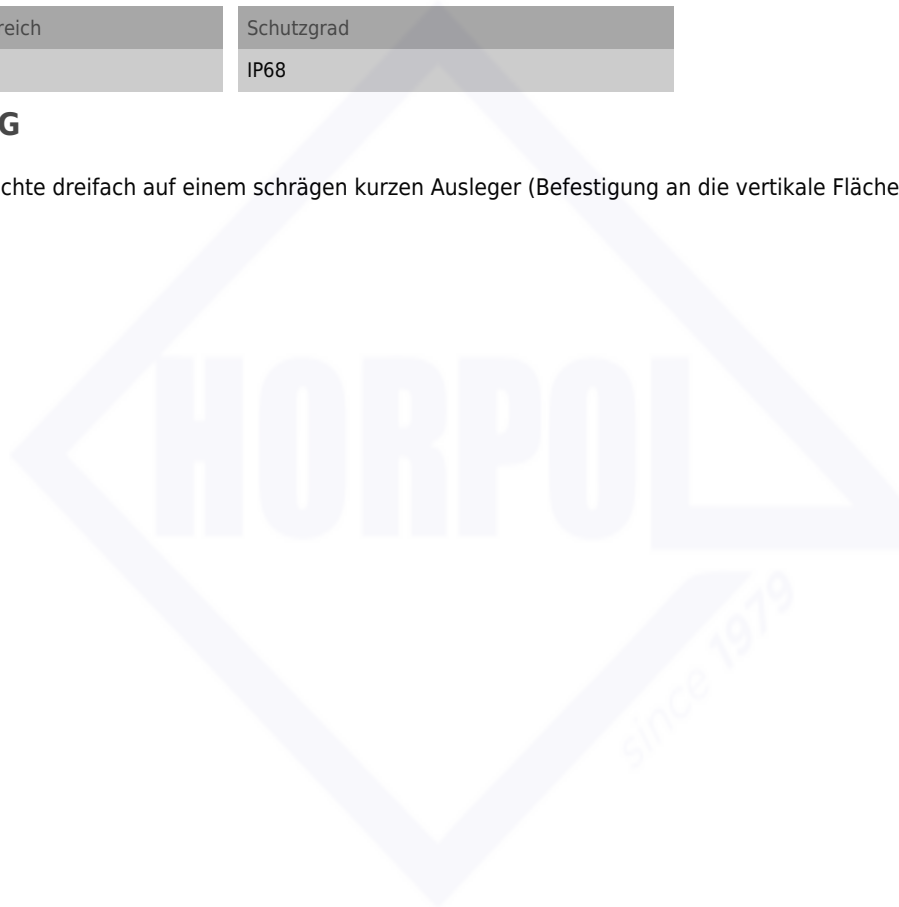 reich
Schutzgrad
IP68
G
chte dreifach auf einem schrägen kurzen Ausleger (Befestigung an die vertikale Fläche
HORPOL
since 1979